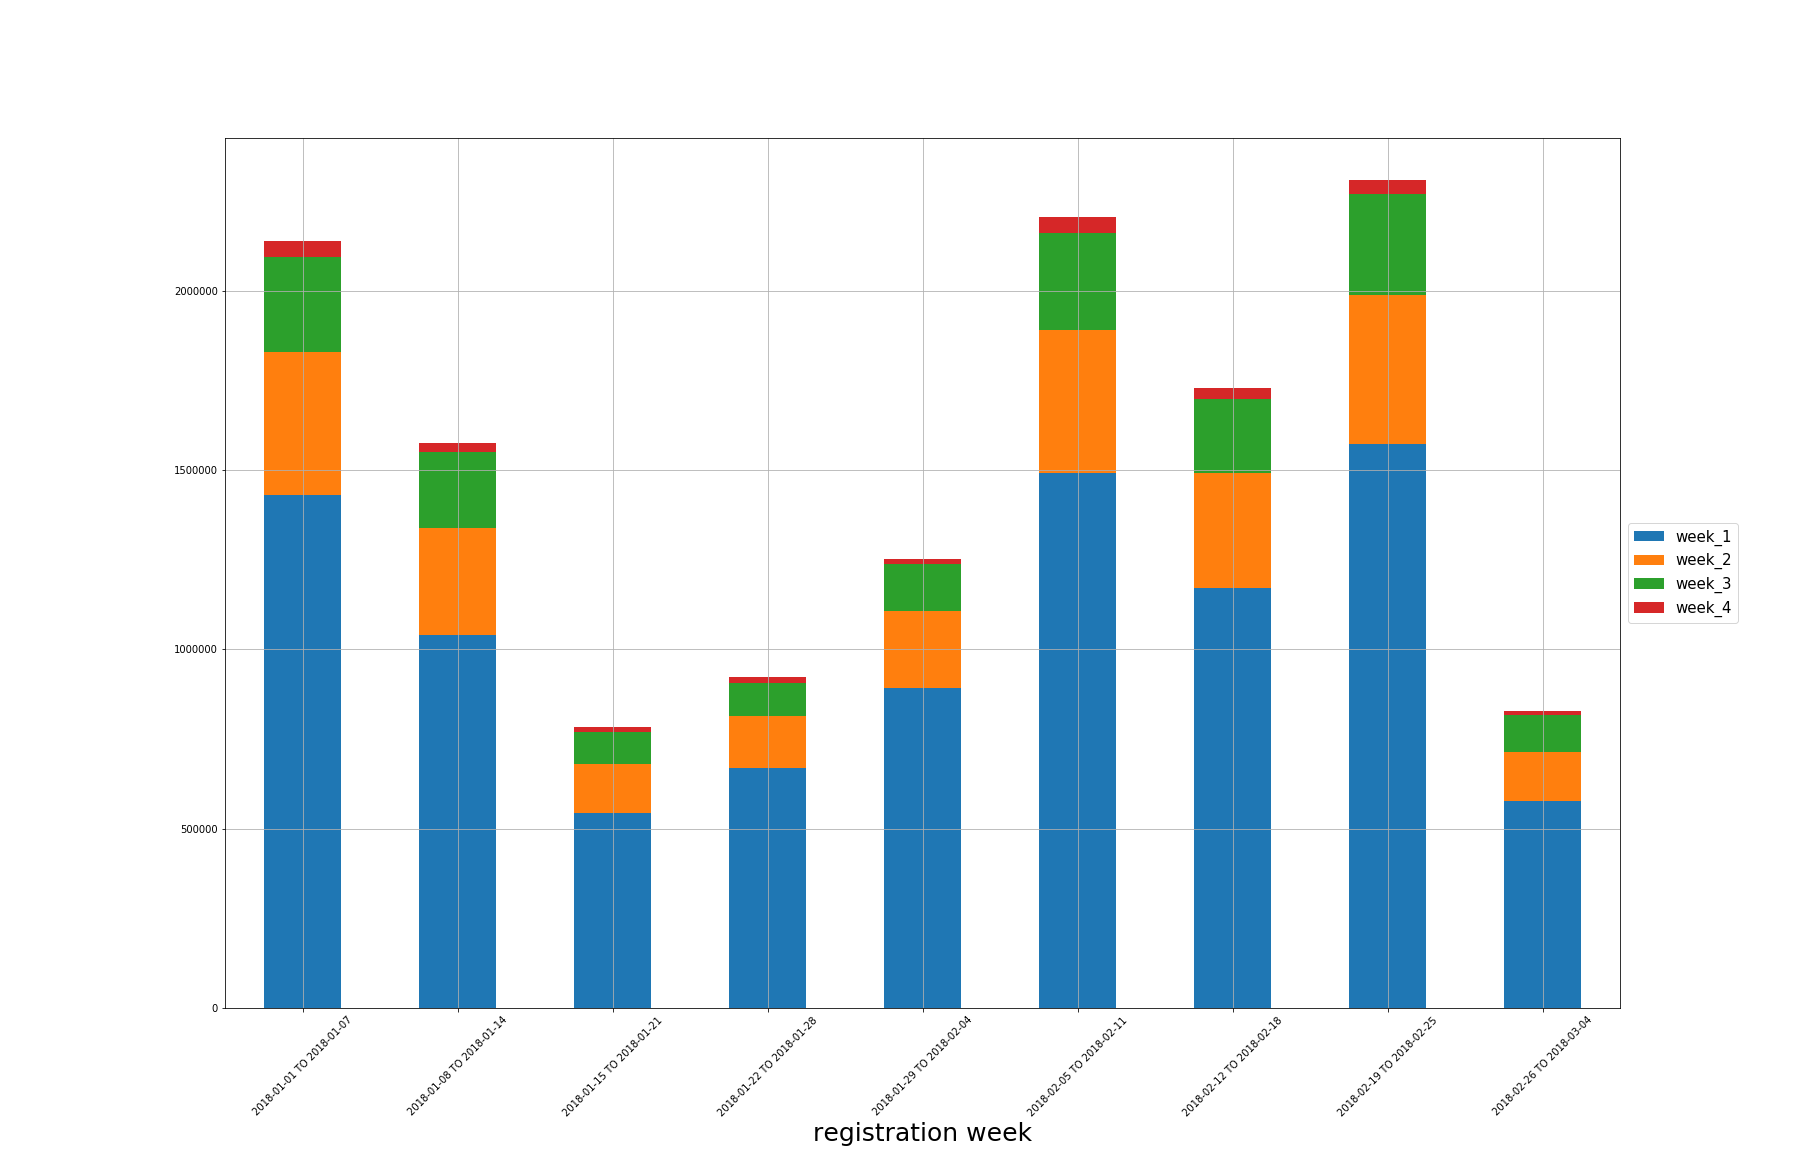 2000000
1500000
1000000
500000
0
week_1
week_2
week_3
week_4
2018-01-01 TO 2018-01-07
2018-01-08 TO 2018-01-14
2018-01-15 TO 2018-01-21
2018-01-22 TO 2018-01-28
2018-01-29 TO 2018-02-04
2018-02-05 TO 2018-02-11
2018-02-12 TO 2018-02-18
2018-02-19 TO 2018-02-25
2018-02-26 TO 2018-03-04
registration week